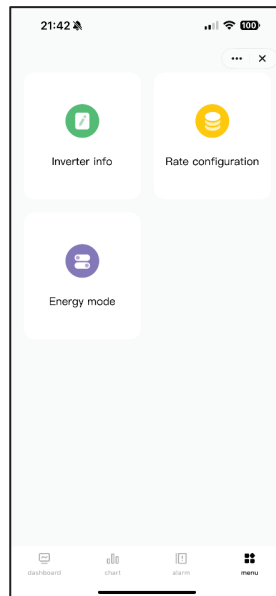 21:42
100
Inverter info
Rate configuration
Energy mode
dashboard
chart
alarm
menu